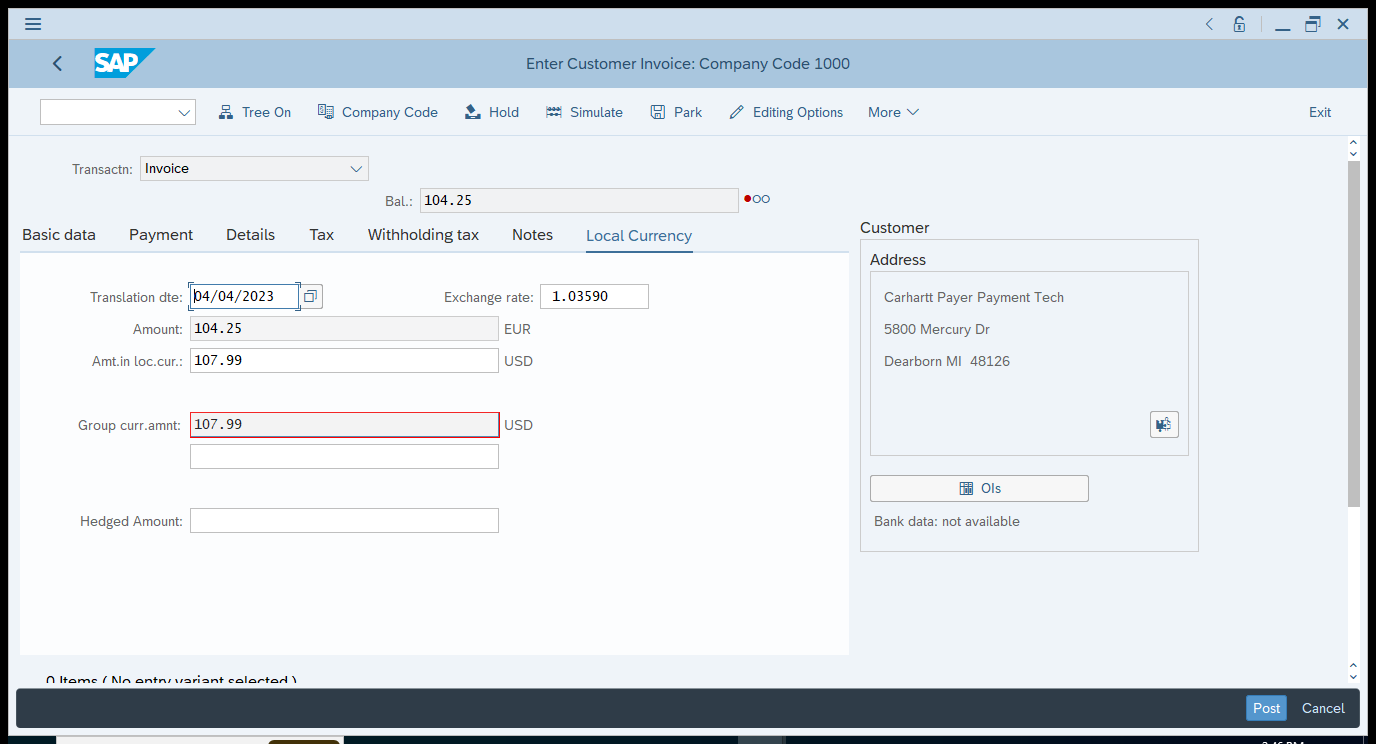 SAP
Enter Customer Invoice: Company Code 1000
Tree On Company Code Hold Simulate Park Editing Options More Exit
Transactn: Invoice
Bal.: 104.25
Basic data Payment Details Tax Withholding tax Notes Local Currency
Translation dte: 04/04/2023 Exchange rate: 1.03590
Amount: 104.25 EUR
Amt.in loc.cur.: 107.99 USD
Group curr.amnt: 107.99 USD
Hedged Amount:
Customer
Address
Carhartt Payer Payment Tech
5800 Mercury Dr
Dearborn MI 48126
OIs
Bank data: not available
0 Items ( No entry variant selected )
Post Cancel